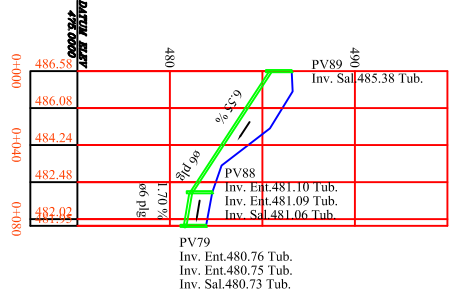 DATUM ELEV
475.0000
480
490
486.58
486.08
484.24
482.48
482.02
481.95
0+000
0+040
0+080
6.55 %
ø6 plg
1.70 %
ø6 plg
PV89
Inv. Sal.485.38 Tub.
PV88
Inv. Ent.481.10 Tub.
Inv. Ent.481.09 Tub.
Inv. Sal.481.06 Tub.
PV79
Inv. Ent.480.76 Tub.
Inv. Ent.480.75 Tub.
Inv. Sal.480.73 Tub.